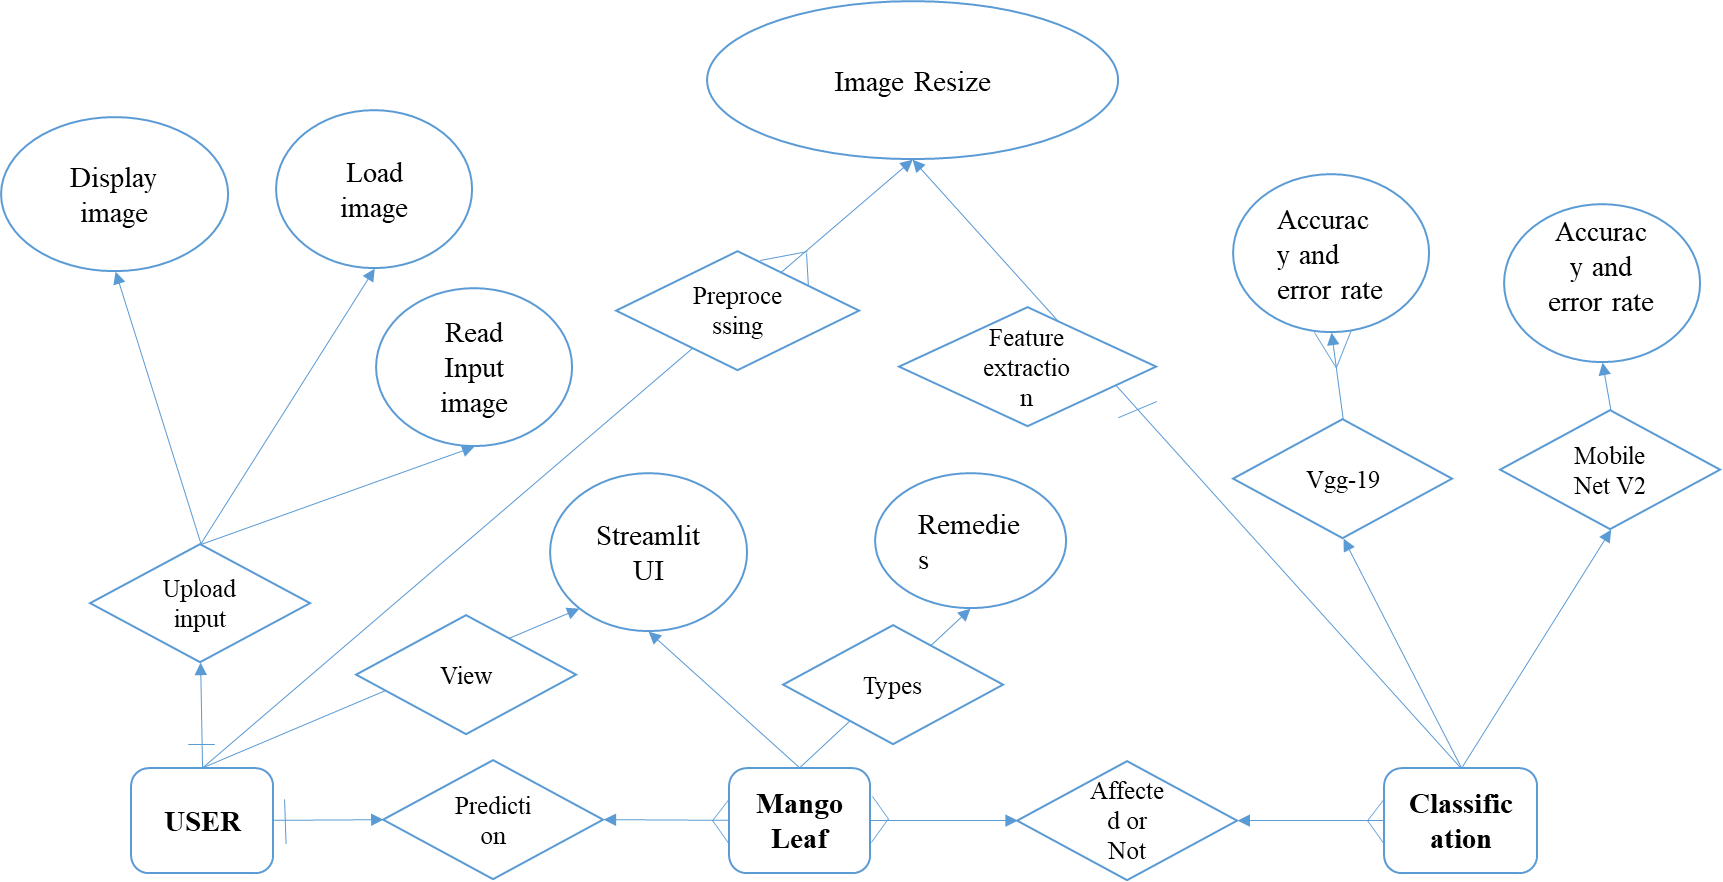 Image Resize
Display
image
Load
image
Accurac
y and
error rate
Accurac
y and
error rate
Preproce
ssing
Read
Input
image
Feature
extractio
n
Vgg-19
Mobile
Net V2
Streamlit
UI
Remedie
s
Upload
input
View
Types
USER
Predicti
on
Mango
Leaf
Affecte
d or
Not
Classific
ation